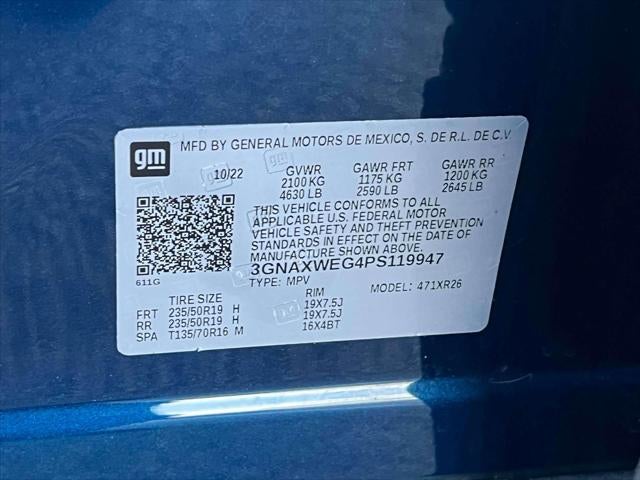 gm MFD BY GENERAL MOTORS DE MEXICO, S. DE R.L. DE C.V.
10/22 GVWR GAWR FRT GAWR RR
2100 KG 1175 KG 1200 KG
4630 LB 2590 LB 2645 LB
THIS VEHICLE CONFORMS TO ALL
APPLICABLE U.S. FEDERAL MOTOR
VEHICLE SAFETY AND THEFT PREVENTION
STANDARDS IN EFFECT ON THE DATE OF
MANUFACTURE SHOWN ABOVE.
3GNAXWEG4PS119947
611G TYPE: MPV MODEL: 471XR26
TIRE SIZE RIM
FRT 235/50R19 H 19X7.5J
RR 235/50R19 H 19X7.5J
SPA T135/70R16 M 16X4BT